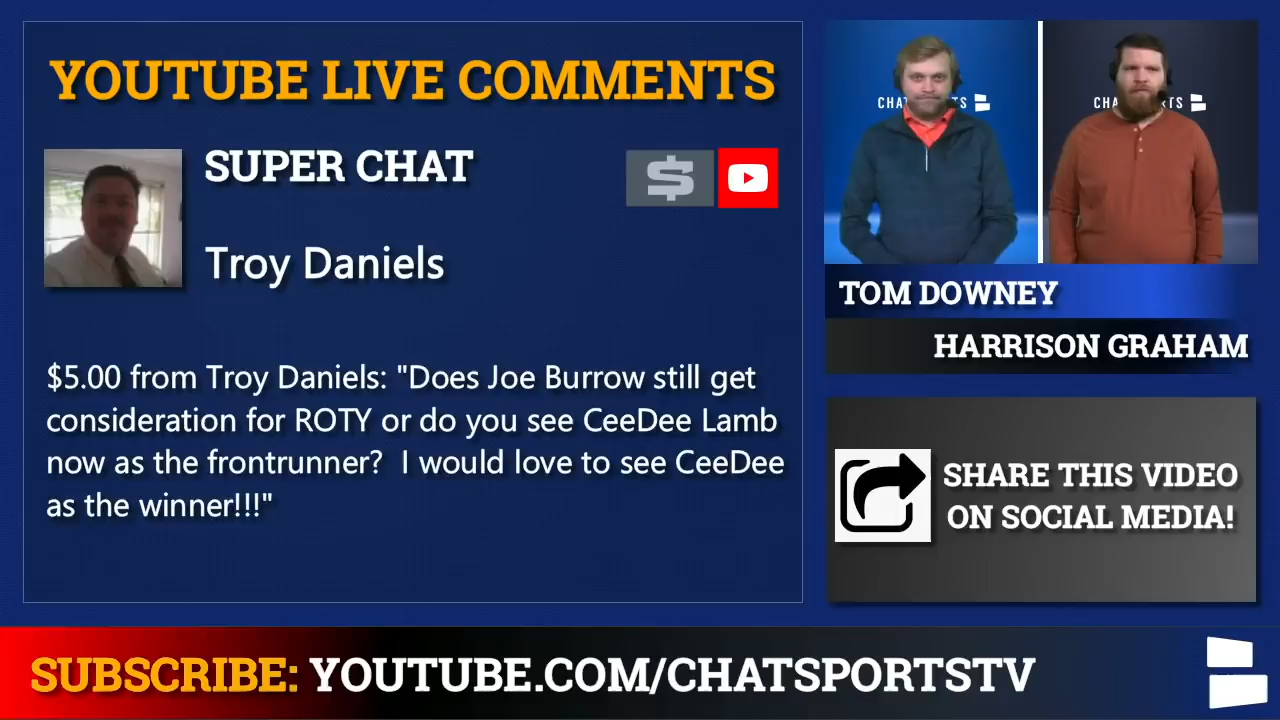 YOUTUBE LIVE COMMENTS
SUPER CHAT
Troy Daniels
$5.00 from Troy Daniels: "Does Joe Burrow still get
consideration for ROTY or do you see CeeDee Lamb
now as the frontrunner?  I would love to see CeeDee
as the winner!!!"
TOM DOWNEY
HARRISON GRAHAM
SHARE THIS VIDEO
ON SOCIAL MEDIA!
SUBSCRIBE: YOUTUBE.COM/CHATSPORTSTV